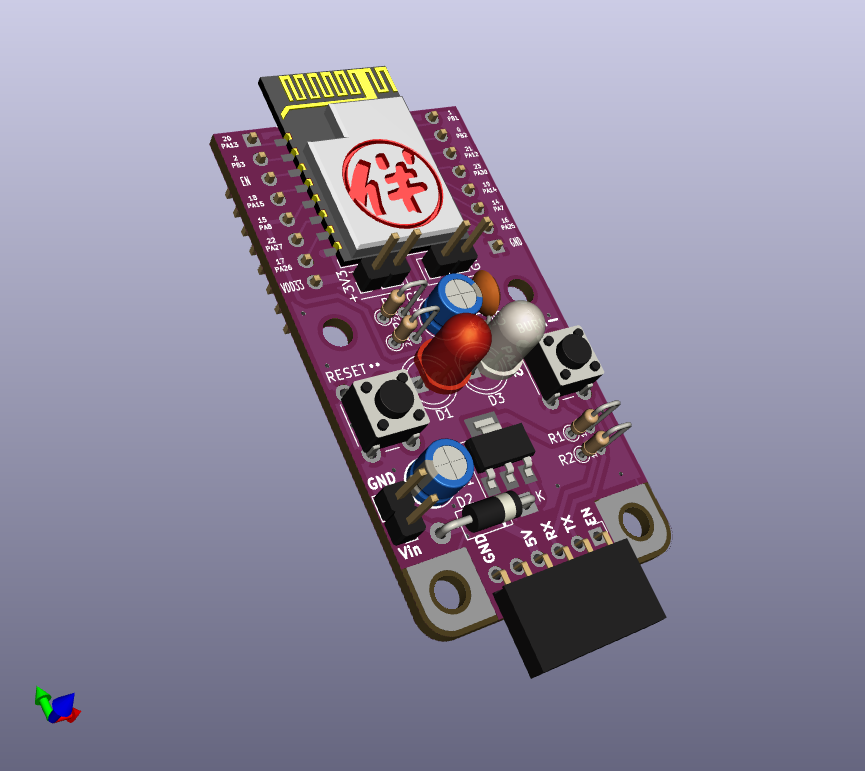 20
PA13
2
PB3
EN
19
PA15
15
PA8
22
PA27
17
PA26
VDD33
1
PB1
6
PB2
21
PA12
23
PA30
PA14
14
PA7
16
PA25
GND
伴
+3V3
RESET
D1
D3
R1
R2
GND
D2
K
Vin
GND
5V
RX
TX
EN